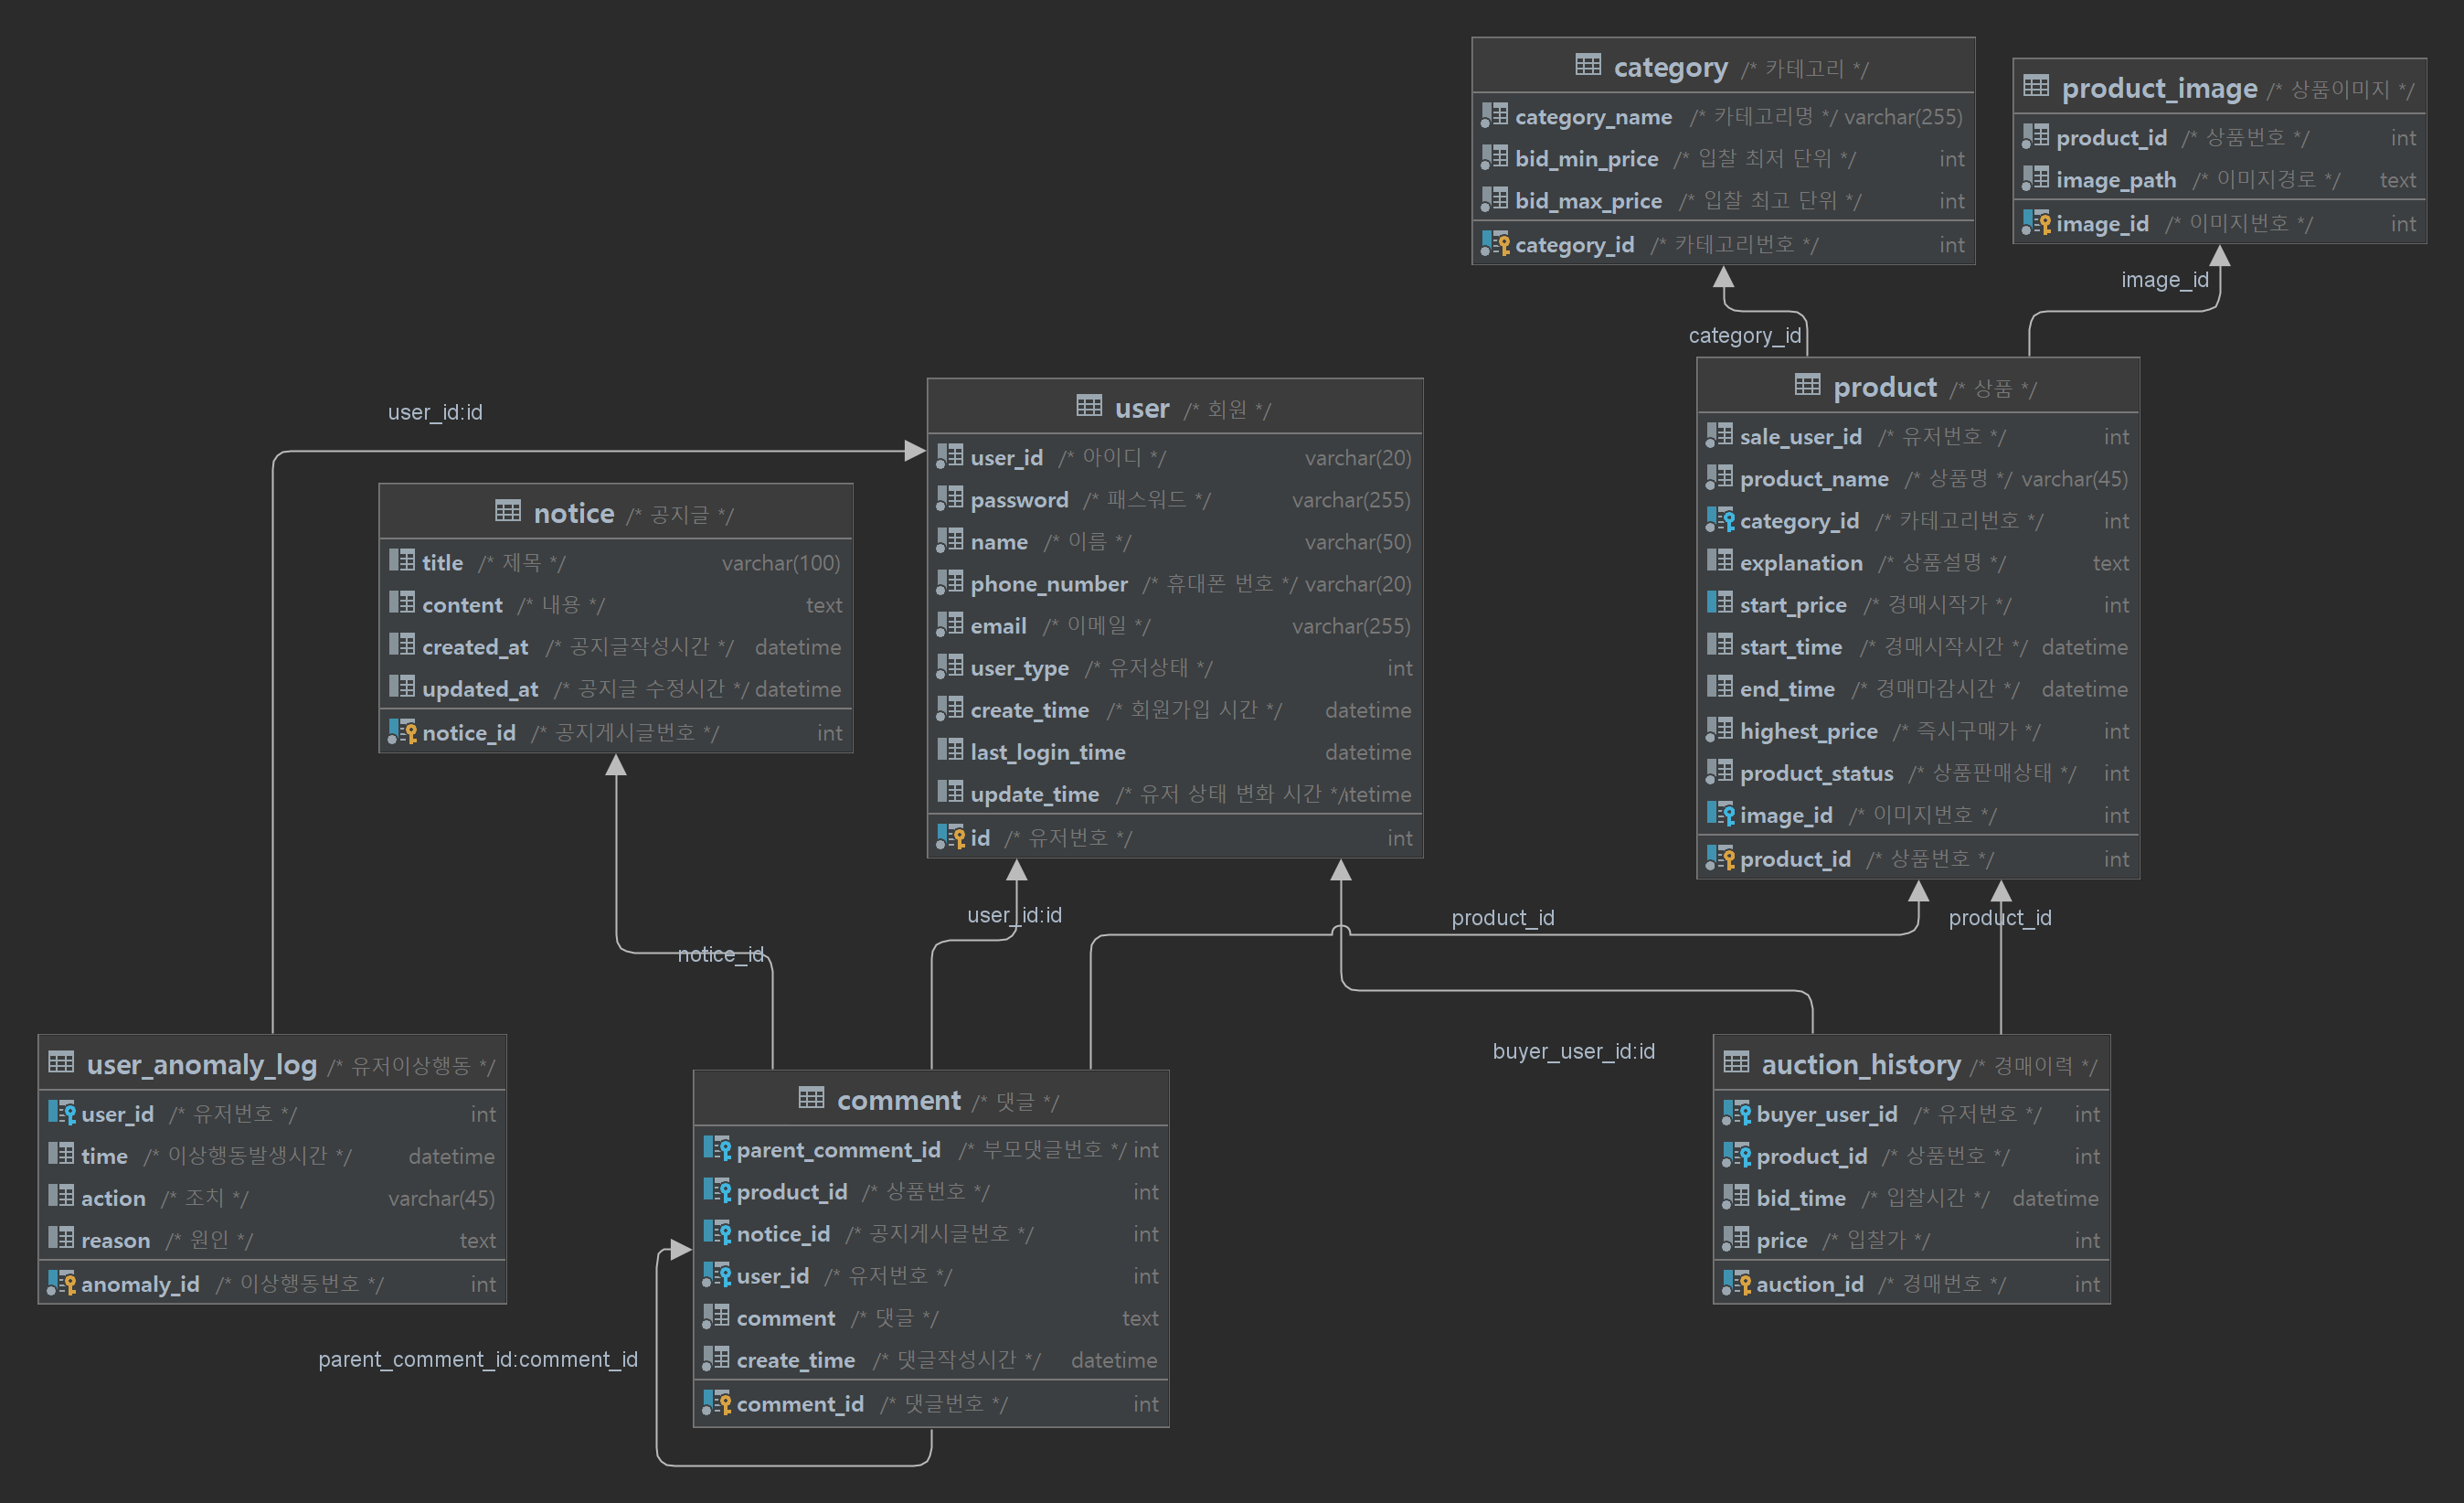 category /* 카테고리 */
category_name /* 카테고리명 */ varchar(255)
bid_min_price /* 입찰 최저 단위 */ int
bid_max_price /* 입찰 최고 단위 */ int
category_id /* 카테고리번호 */ int
product_image /* 상품이미지 */
product_id /* 상품번호 */ int
image_path /* 이미지경로 */ text
image_id /* 이미지번호 */ int
image_id
category_id
product /* 상품 */
sale_user_id /* 유저번호 */ int
product_name /* 상품명 */ varchar(45)
category_id /* 카테고리번호 */ int
explanation /* 상품설명 */ text
start_price /* 경매시작가 */ int
start_time /* 경매시작시간 */ datetime
end_time /* 경매마감시간 */ datetime
highest_price /* 즉시구매가 */ int
product_status /* 상품판매상태 */ int
image_id /* 이미지번호 */ int
product_id /* 상품번호 */ int
user_id:id
user /* 회원 */
user_id /* 아이디 */ varchar(20)
password /* 패스워드 */ varchar(255)
name /* 이름 */ varchar(50)
phone_number /* 휴대폰 번호 */ varchar(20)
email /* 이메일 */ varchar(255)
user_type /* 유저상태 */ int
create_time /* 회원가입 시간 */ datetime
last_login_time datetime
update_time /* 유저 상태 변화 시간 */ tetime
id /* 유저번호 */ int
notice /* 공지글 */
title /* 제목 */ varchar(100)
content /* 내용 */ text
created_at /* 공지글작성시간 */ datetime
updated_at /* 공지글 수정시간 */ datetime
notice_id /* 공지게시글번호 */ int
notice_id
user_id:id
product_id
product_id
buyer_user_id:id
user_anomaly_log /* 유저이상행동 */
user_id /* 유저번호 */ int
time /* 이상행동발생시간 */ datetime
action /* 조치 */ varchar(45)
reason /* 원인 */ text
anomaly_id /* 이상행동번호 */ int
comment /* 댓글 */
parent_comment_id /* 부모댓글번호 */ int
product_id /* 상품번호 */ int
notice_id /* 공지게시글번호 */ int
user_id /* 유저번호 */ int
comment /* 댓글 */ text
create_time /* 댓글작성시간 */ datetime
comment_id /* 댓글번호 */ int
parent_comment_id:comment_id
auction_history /* 경매이력 */
buyer_user_id /* 유저번호 */ int
product_id /* 상품번호 */ int
bid_time /* 입찰시간 */ datetime
price /* 입찰가 */ int
auction_id /* 경매번호 */ int